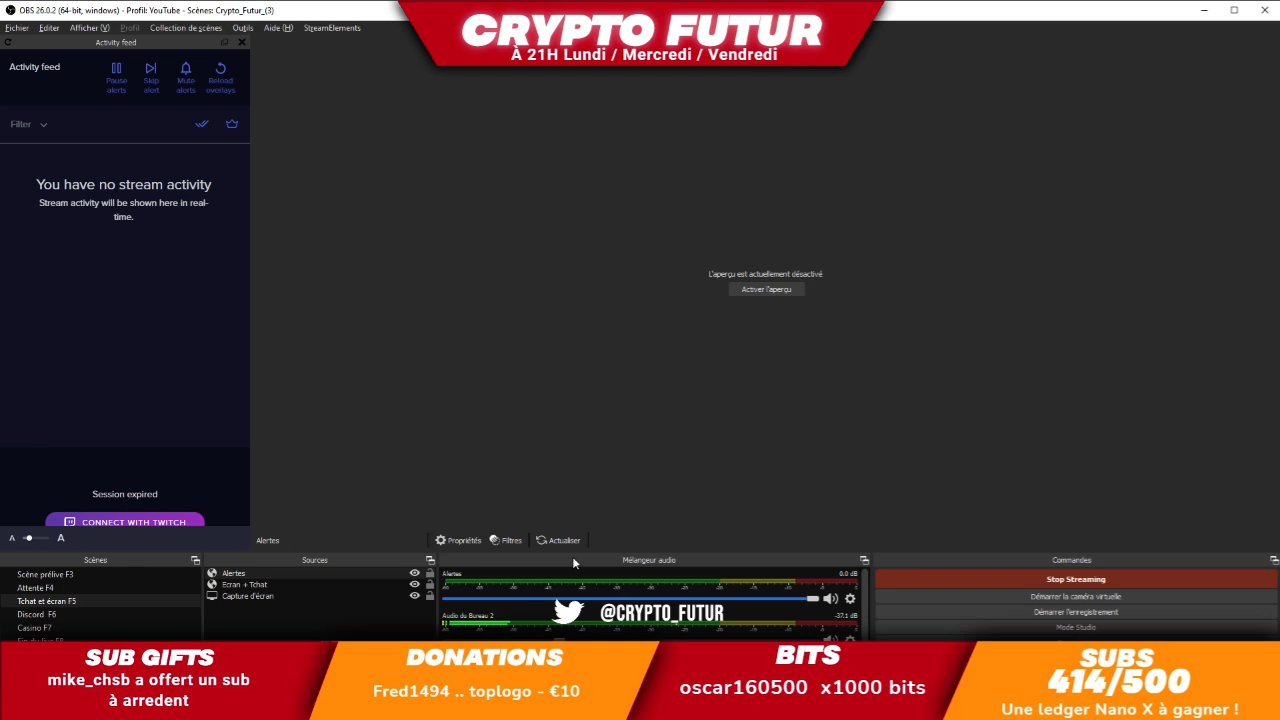 OBS 26.0.2 (64-bit, windows) - Profil: YouTube - Scènes: Crypto_Futur_(3)
Fichier Editer Afficher (V) Profil Collection de scènes Outils Aide (H) StreamElements
CRYPTO FUTUR
À 21H Lundi / Mercredi / Vendredi
Activity feed
Activity feed
Pause alerts
Skip alert
Mute alerts
Reload overlays
Filter
You have no stream activity
Stream activity will be shown here in real-
time.
Session expired
CONNECT WITH TWITCH
A A
L'aperçu est actuellement désactivé
Activer l'aperçu
Alertes
Propriétés Filtres Actualiser
Scènes
Scène prélive F3
Attente F4
Tchat et écran F5
Discord F6
Casino F7
Sources
Alertes
Ecran + Tchat
Capture d'écran
Mélangeur audio
Alertes 0.0 dB
Audio du Bureau 2 -37.1 dB
@CRYPTO_FUTUR
Commandes
Stop Streaming
Démarrer la caméra virtuelle
Démarrer l'enregistrement
Mode Studio
SUB GIFTS
mike_chsb a offert un sub
à arredent
DONATIONS
Fred1494 .. toplogo - €10
BITS
oscar160500 x1000 bits
SUBS
414/500
Une ledger Nano X à gagner !